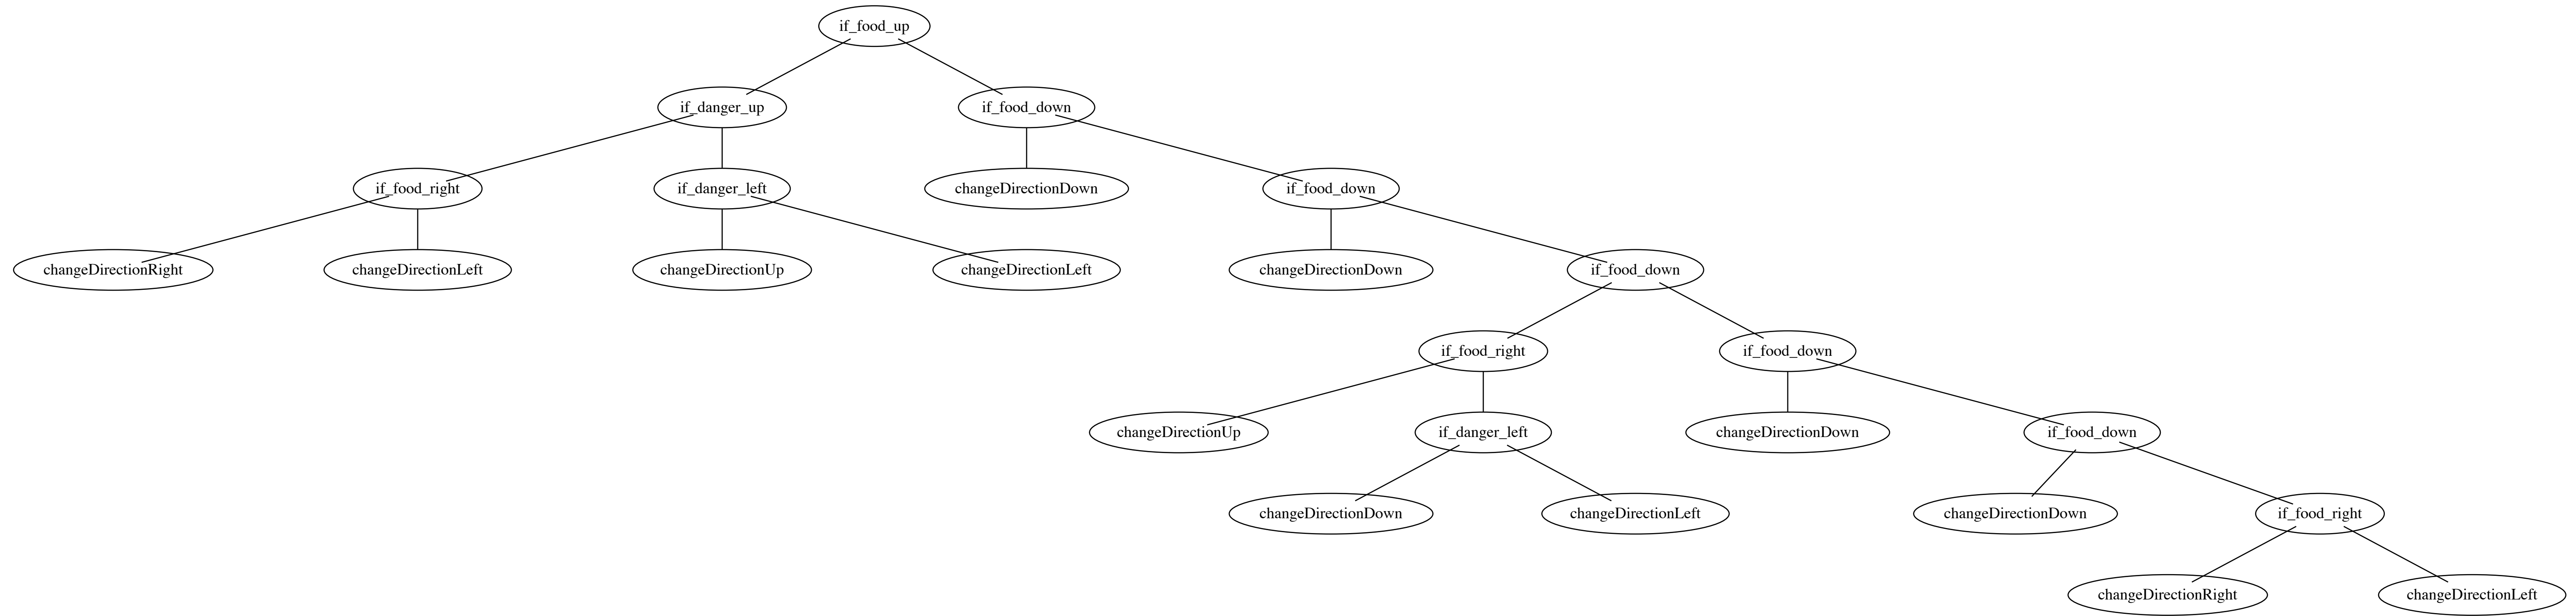 if_food_up
if_danger_up
if_food_down
if_food_right
if_danger_left
changeDirectionDown
if_food_down
changeDirectionRight
changeDirectionLeft
changeDirectionUp
changeDirectionLeft
changeDirectionDown
if_food_down
if_food_right
if_food_down
changeDirectionUp
if_danger_left
changeDirectionDown
if_food_down
changeDirectionDown
changeDirectionLeft
changeDirectionDown
if_food_right
changeDirectionRight
changeDirectionLeft